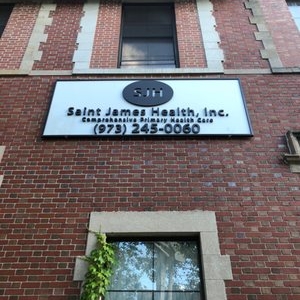 SJH
Saint James Health, Inc.
Comprehensive Primary Health Care
(973) 245-0060